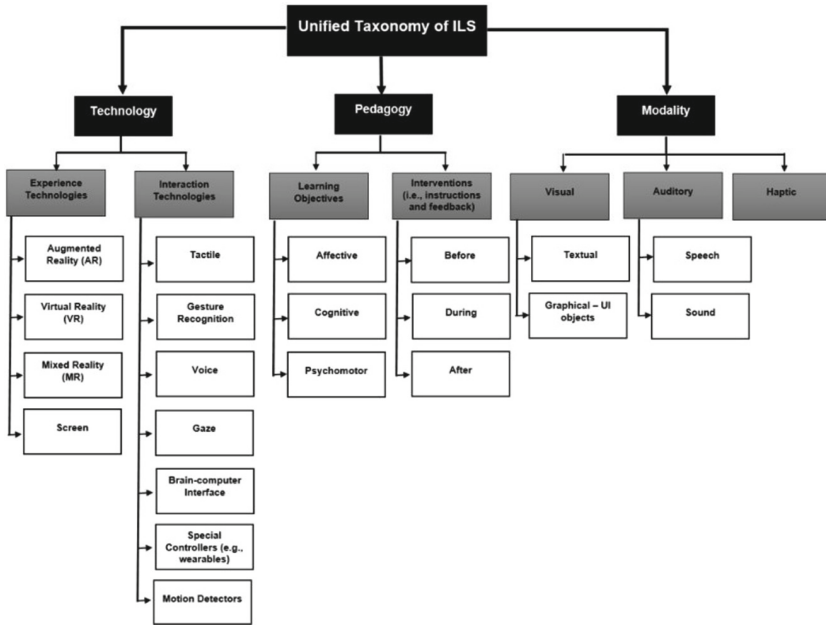 Unified Taxonomy of ILS
Technology
Pedagogy
Modality
Experience
Technologies
Interaction
Technologies
Learning
Objectives
Interventions
(i.e., instructions
and feedback)
Visual
Auditory
Haptic
Augmented
Reality (AR)
Virtual Reality
(VR)
Mixed Reality
(MR)
Screen
Tactile
Gesture
Recognition
Voice
Gaze
Brain-computer
Interface
Special
Controllers (e.g.,
wearables)
Motion Detectors
Affective
Cognitive
Psychomotor
Before
During
After
Textual
Graphical – UI
objects
Speech
Sound